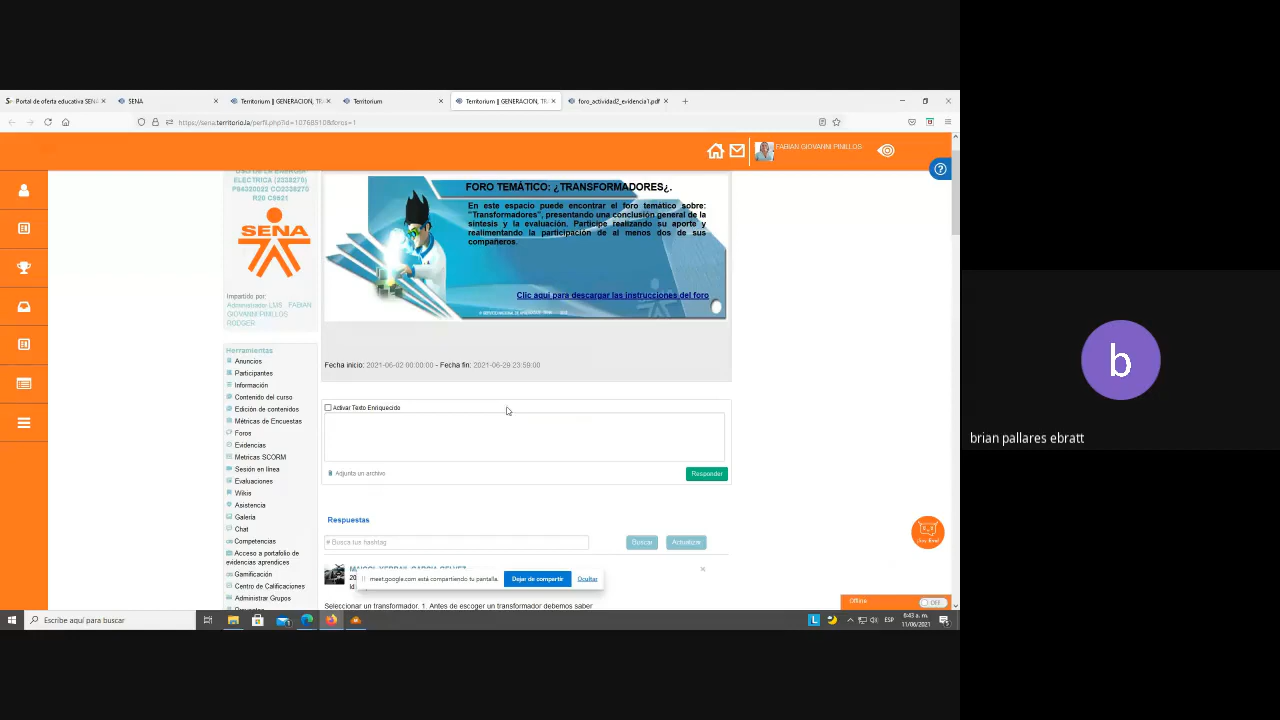 Portal de oferta educativa SENA
SENA
Territorium || GENERACION, TR
Territorium
Territorium || GENERACION, TR
foro_actividad2_evidencia1.pdf
FABIAN GIOVANNI PINILLOS
USO DE LA ENERGIA
ELECTRICA (2338270)
FORO TEMÁTICO: ¿TRANSFORMADORES¿.
En este espacio puede encontrar el foro temático sobre:
"Transformadores", presentando una conclusión general de la
síntesis y la evaluación. Participe realizando su aporte y
realimentando la participación de al menos dos de sus
compañeros.
SENA
Clic aquí para descargar las instrucciones del foro
Impartido por:
Administrador LMS , FABIAN
GIOVANNI PINILLOS
RODGER
Fecha inicio: 2021-06-02 00:00:00 - Fecha fin: 2021-06-29 23:59:00
Herramientas
Anuncios
Participantes
Información
Contenido del curso
Edición de contenidos
Métricas de Encuestas
Foros
Evidencias
Metricas SCORM
Sesión en línea
Evaluaciones
Wikis
Asistencia
Galería
Chat
Competencias
Acceso a portafolio de
evidencias aprendices
Gamificación
Centro de Calificaciones
Administrar Grupos
Activar Texto Enriquecido
Adjunta un archivo
Responder
Respuestas
# Busca tus hashtag
Buscar
Actualizar
meet.google.com está compartiendo tu pantalla.
Dejar de compartir
Ocultar
Seleccionar un transformador. 1. Antes de escoger un transformador debemos saber
Offline
OFF
Escribe aquí para buscar
ESP
6:43 a. m.
11/06/2021
b
brian pallares ebratt